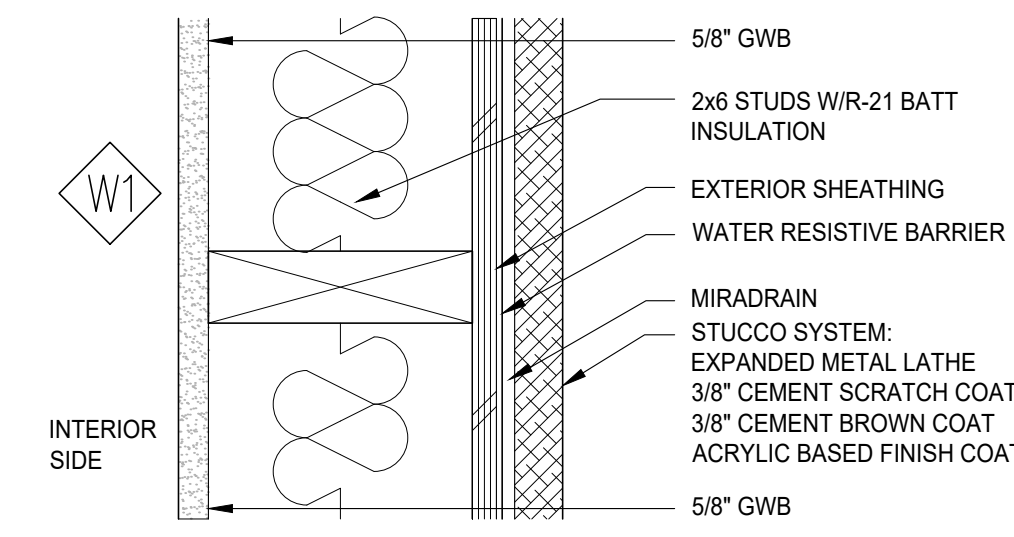 5/8" GWB
2x6 STUDS W/R-21 BATT
INSULATION
W1
EXTERIOR SHEATHING
WATER RESISTIVE BARRIER
MIRADRAIN
STUCCO SYSTEM:
EXPANDED METAL LATHE
3/8" CEMENT SCRATCH COAT
3/8" CEMENT BROWN COAT
ACRYLIC BASED FINISH COAT
INTERIOR
SIDE
5/8" GWB